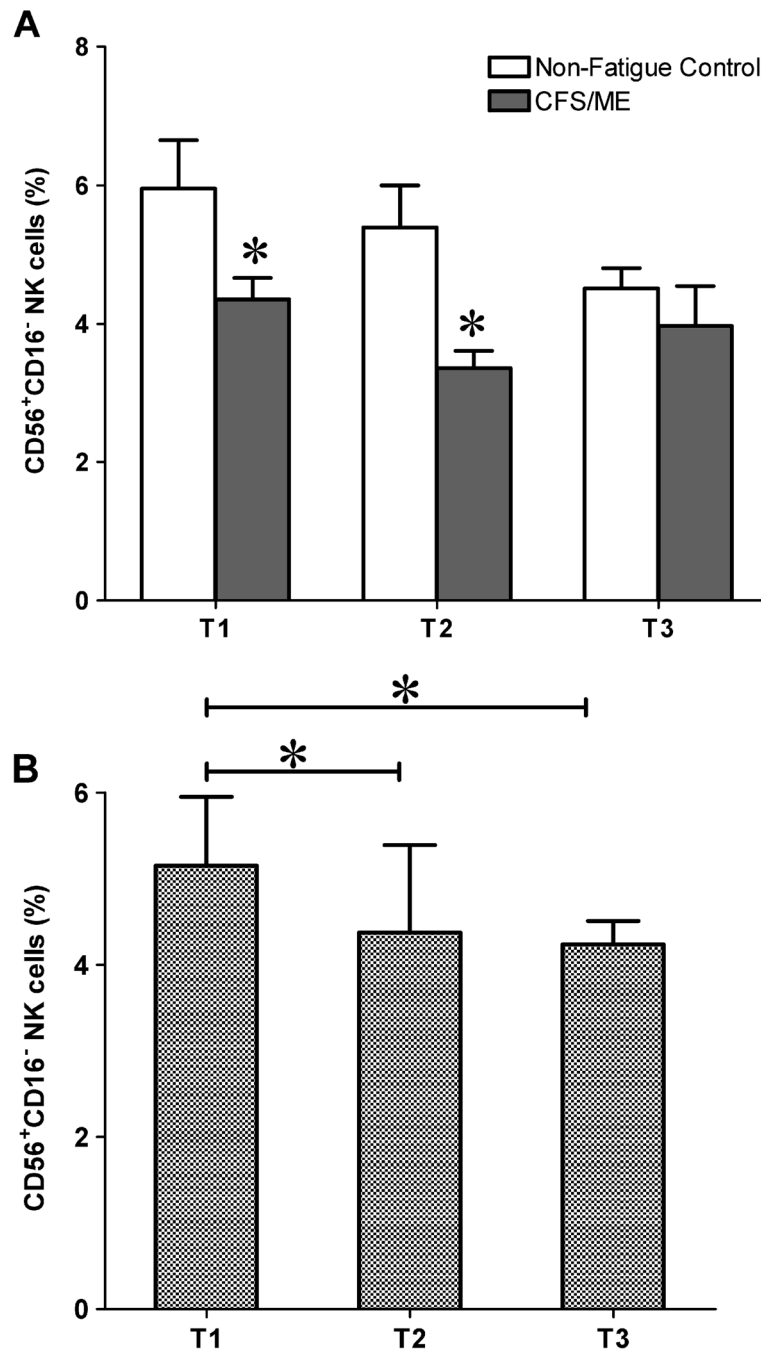 A
8
Non-Fatigue Control
CFS/ME
6
*
*
4
2
0
CD56⁺CD16⁻ NK cells (%)
T1 T2 T3
*
*
B
6
4
2
0
CD56⁺CD16⁻ NK cells (%)
T1 T2 T3